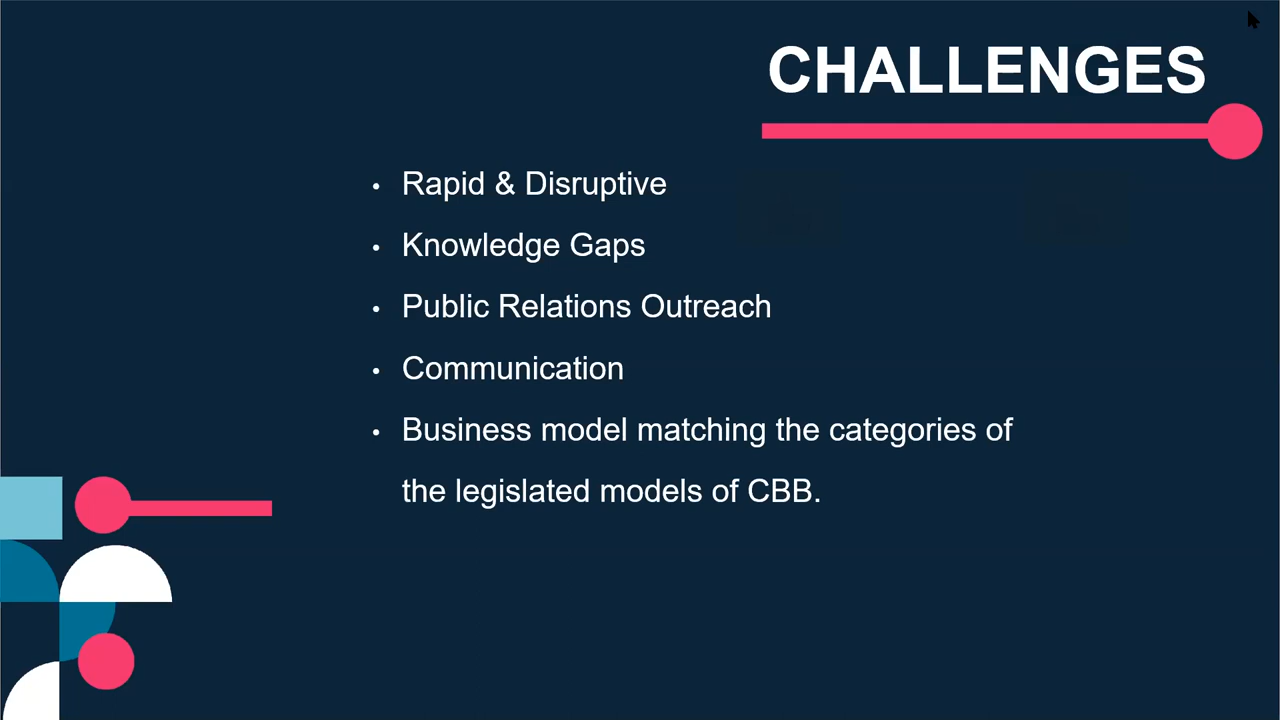 CHALLENGES
• Rapid & Disruptive
• Knowledge Gaps
• Public Relations Outreach
• Communication
• Business model matching the categories of
the legislated models of CBB.